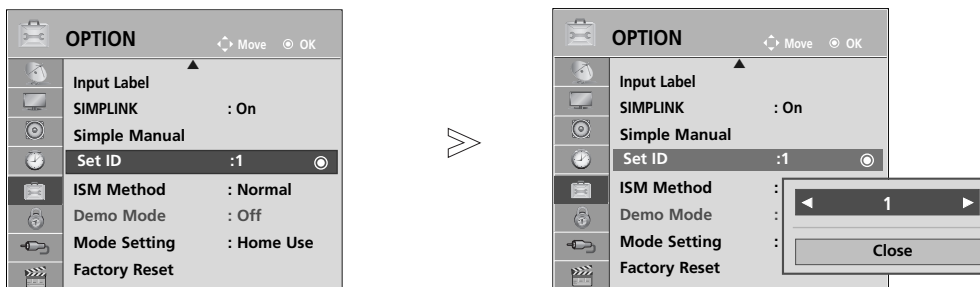 OPTION
Move OK
Input Label
SIMPLINK : On
Simple Manual
Set ID :1
ISM Method : Normal
Demo Mode : Off
Mode Setting : Home Use
Factory Reset
OPTION
Move OK
Input Label
SIMPLINK : On
Simple Manual
Set ID :1
ISM Method :
Demo Mode :
Mode Setting :
Factory Reset
1
Close